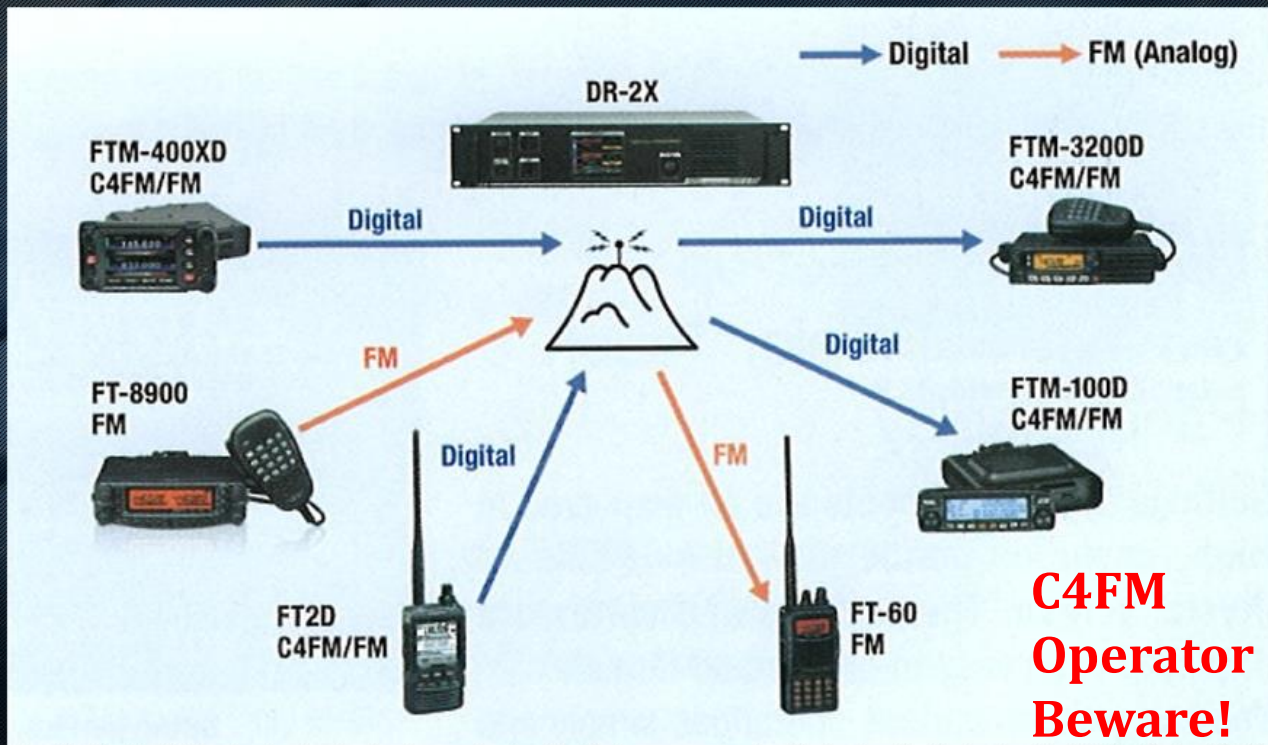 Digital
FM (Analog)
DR-2X
FTM-400XD
C4FM/FM
FTM-3200D
C4FM/FM
Digital
Digital
FM
Digital
FT-8900
FM
FTM-100D
C4FM/FM
Digital
FM
FT2D
C4FM/FM
FT-60
FM
C4FM
Operator
Beware!